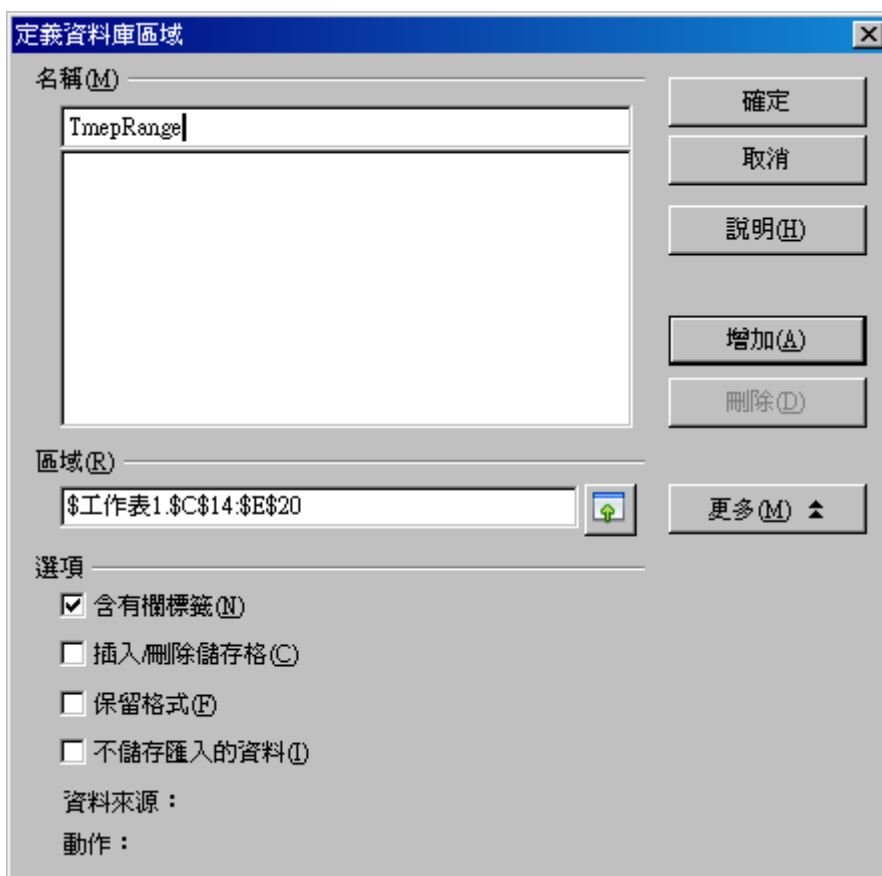 定義資料庫區域
名稱(M)
TmepRange
確定
取消
說明(H)
增加(A)
刪除(D)
區域(R)
$工作表1.$C$14:$E$20
更多(M)
選項
含有欄標籤(N)
插入/刪除儲存格(C)
保留格式(F)
不儲存匯入的資料(I)
資料來源：
動作：